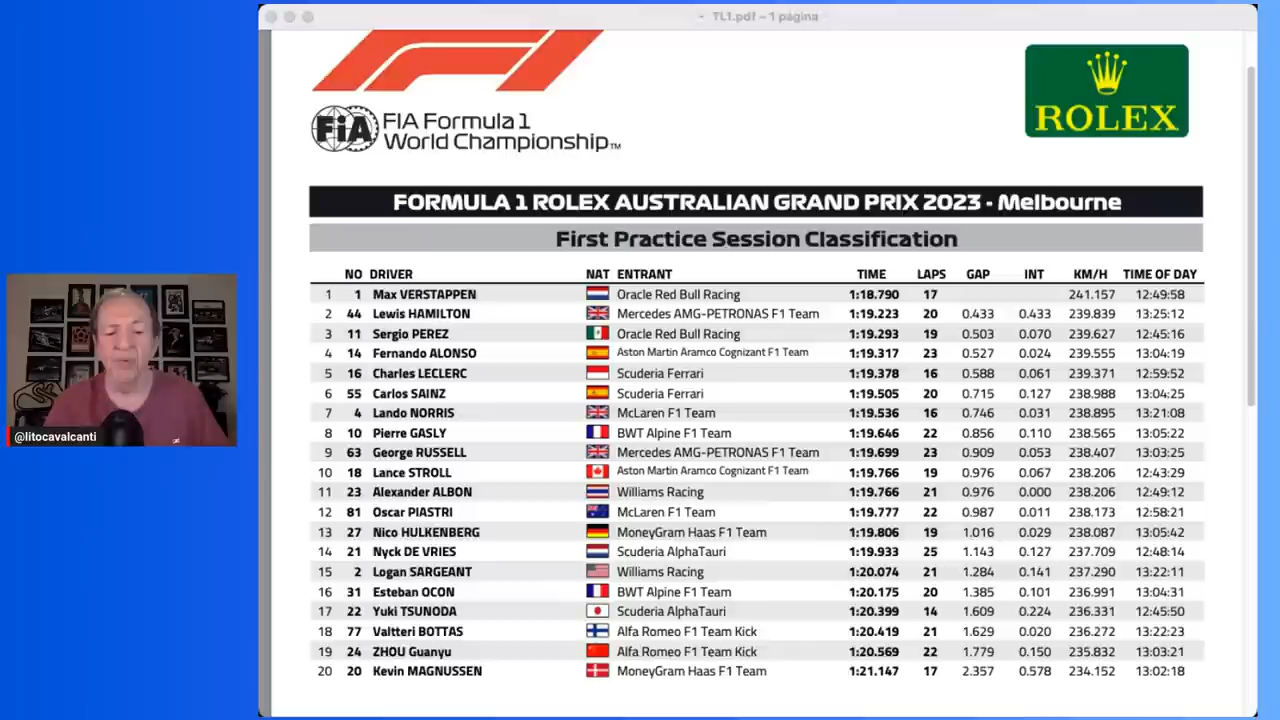 TL1.pdf – 1 página
FiA FIA Formula 1
World Championship™
ROLEX
FORMULA 1 ROLEX AUSTRALIAN GRAND PRIX 2023 - Melbourne
First Practice Session Classification
NO DRIVER NAT ENTRANT TIME LAPS GAP INT KM/H TIME OF DAY
1 1 Max VERSTAPPEN Oracle Red Bull Racing 1:18.790 17 241.157 12:49:58
2 44 Lewis HAMILTON Mercedes AMG-PETRONAS F1 Team 1:19.223 20 0.433 0.433 239.839 13:25:12
3 11 Sergio PEREZ Oracle Red Bull Racing 1:19.293 19 0.503 0.070 239.627 12:45:16
4 14 Fernando ALONSO Aston Martin Aramco Cognizant F1 Team 1:19.317 23 0.527 0.024 239.555 13:04:19
5 16 Charles LECLERC Scuderia Ferrari 1:19.378 16 0.588 0.061 239.371 12:59:52
6 55 Carlos SAINZ Scuderia Ferrari 1:19.505 20 0.715 0.127 238.988 13:04:25
7 4 Lando NORRIS McLaren F1 Team 1:19.536 16 0.746 0.031 238.895 13:21:08
8 10 Pierre GASLY BWT Alpine F1 Team 1:19.646 22 0.856 0.110 238.565 13:05:22
9 63 George RUSSELL Mercedes AMG-PETRONAS F1 Team 1:19.699 23 0.909 0.053 238.407 13:03:25
10 18 Lance STROLL Aston Martin Aramco Cognizant F1 Team 1:19.766 19 0.976 0.067 238.206 12:43:29
11 23 Alexander ALBON Williams Racing 1:19.766 21 0.976 0.000 238.206 12:49:12
12 81 Oscar PIASTRI McLaren F1 Team 1:19.777 22 0.987 0.011 238.173 12:58:21
13 27 Nico HULKENBERG MoneyGram Haas F1 Team 1:19.806 19 1.016 0.029 238.087 13:05:42
14 21 Nyck DE VRIES Scuderia AlphaTauri 1:19.933 25 1.143 0.127 237.709 12:48:14
15 2 Logan SARGEANT Williams Racing 1:20.074 21 1.284 0.141 237.290 13:22:11
16 31 Esteban OCON BWT Alpine F1 Team 1:20.175 20 1.385 0.101 236.991 13:04:31
17 22 Yuki TSUNODA Scuderia AlphaTauri 1:20.399 14 1.609 0.224 236.331 12:45:50
18 77 Valtteri BOTTAS Alfa Romeo F1 Team Kick 1:20.419 21 1.629 0.020 236.272 13:22:23
19 24 ZHOU Guanyu Alfa Romeo F1 Team Kick 1:20.569 22 1.779 0.150 235.832 13:03:21
20 20 Kevin MAGNUSSEN MoneyGram Haas F1 Team 1:21.147 17 2.357 0.578 234.152 13:02:18
@litocavalcanti